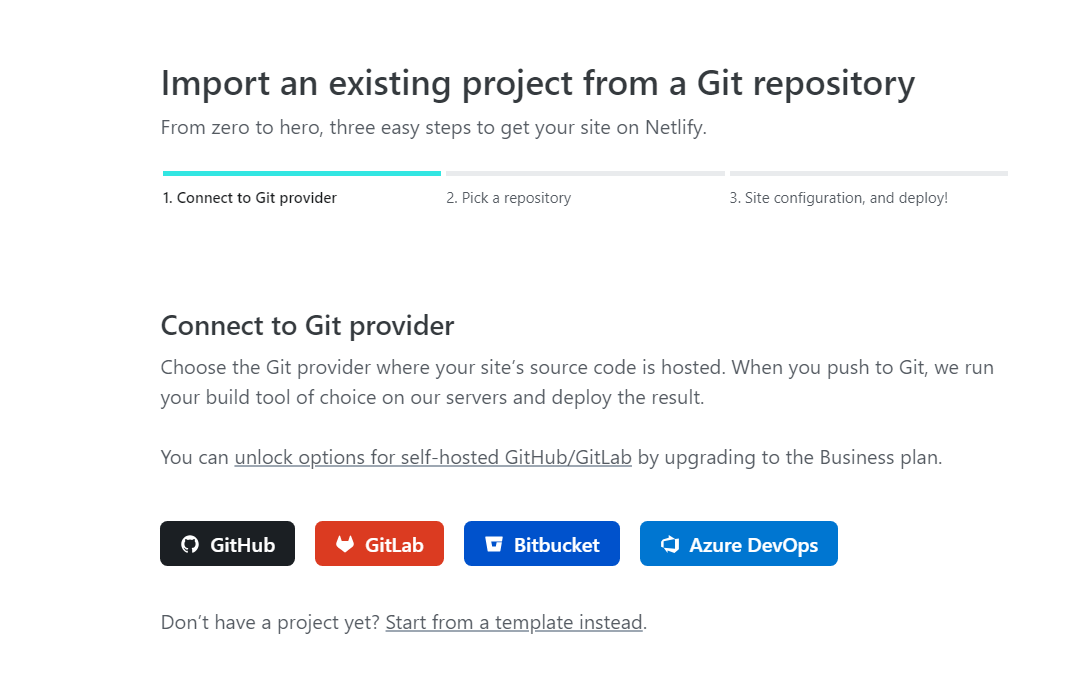 Import an existing project from a Git repository
From zero to hero, three easy steps to get your site on Netlify.
1. Connect to Git provider
2. Pick a repository
3. Site configuration, and deploy!
Connect to Git provider
Choose the Git provider where your site’s source code is hosted. When you push to Git, we run
your build tool of choice on our servers and deploy the result.
You can unlock options for self-hosted GitHub/GitLab by upgrading to the Business plan.
GitHub
GitLab
Bitbucket
Azure DevOps
Don’t have a project yet? Start from a template instead.